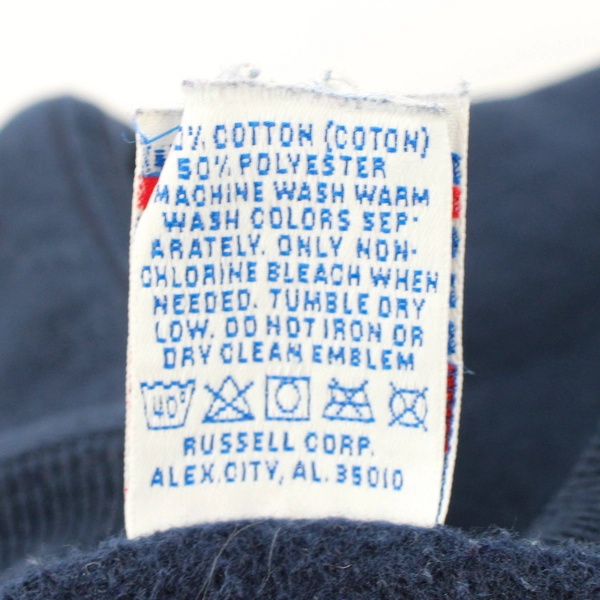 % COTTON (COTON)
50% POLYESTER
MACHINE WASH WARM
WASH COLORS SEP-
ARATELY. ONLY NON-
CHLORINE BLEACH WHEN
NEEDED. TUMBLE DRY
LOW. DO NOT IRON OR
DRY CLEAN EMBLEM
40°
RUSSELL CORP.
ALEX.CITY, AL. 35010